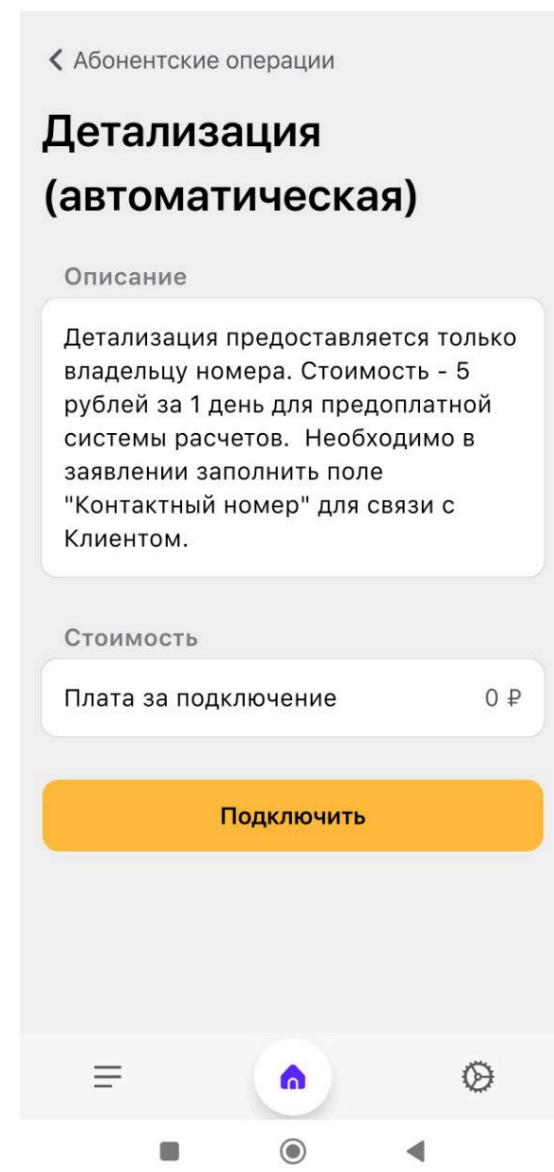 Абонентские операции
Детализация
(автоматическая)
Описание
Детализация предоставляется только
владельцу номера. Стоимость - 5
рублей за 1 день для предоплатной
системы расчетов.  Необходимо в
заявлении заполнить поле
"Контактный номер" для связи с
Клиентом.
Стоимость
Плата за подключение 0 ₽
Подключить